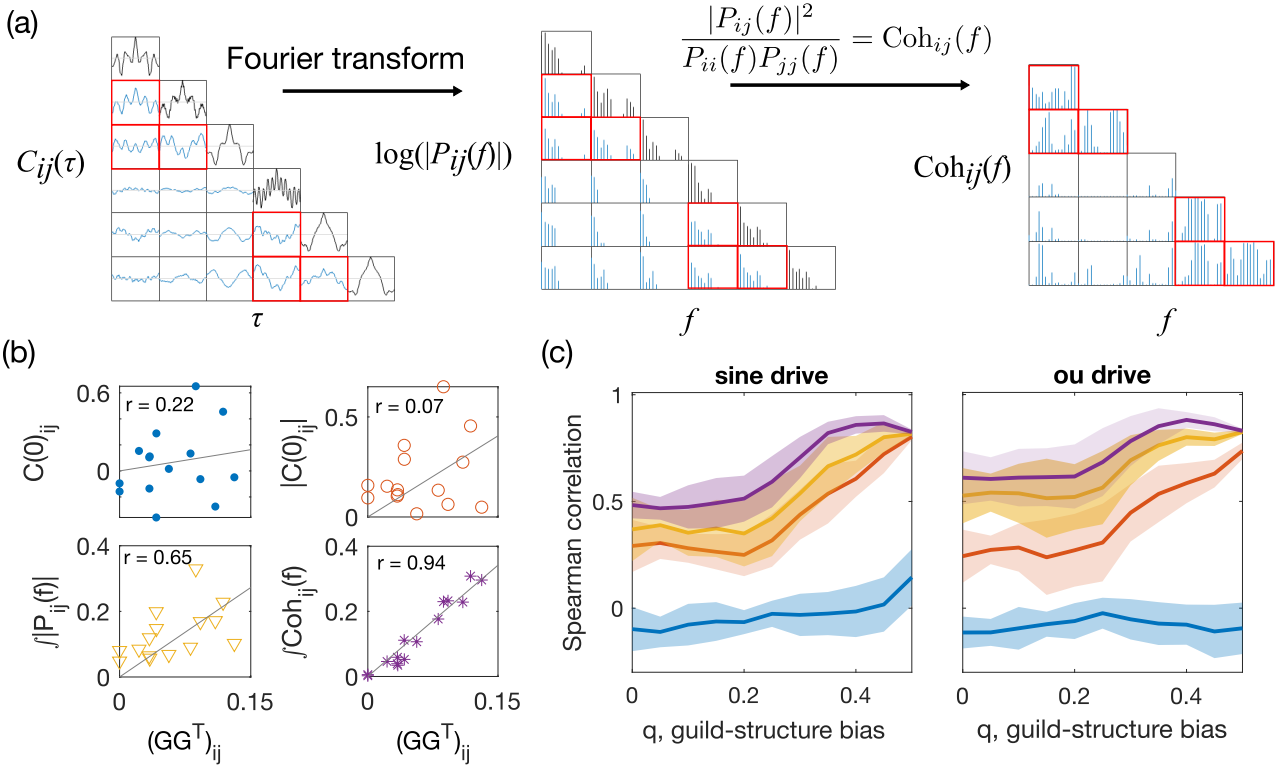 (a)
Fourier transform
|P_ij(f)|^2 / P_ii(f)P_jj(f) = Coh_ij(f)
C_ij(τ)
log(|P_ij(f)|)
Coh_ij(f)
τ
f
f
(b)
0.6
0
C(0)_ij
r = 0.22
0.5
0
|C(0)_ij|
r = 0.07
0.4
0.2
0
∫|P_ij(f)|
r = 0.65
0
0.15
(GG^T)_ij
0.4
0.2
0
∫Coh_ij(f)
r = 0.94
0
0.15
(GG^T)_ij
(c)
sine drive
ou drive
Spearman correlation
1
0.5
0
0
0.2
0.4
q, guild-structure bias
0
0.2
0.4
q, guild-structure bias